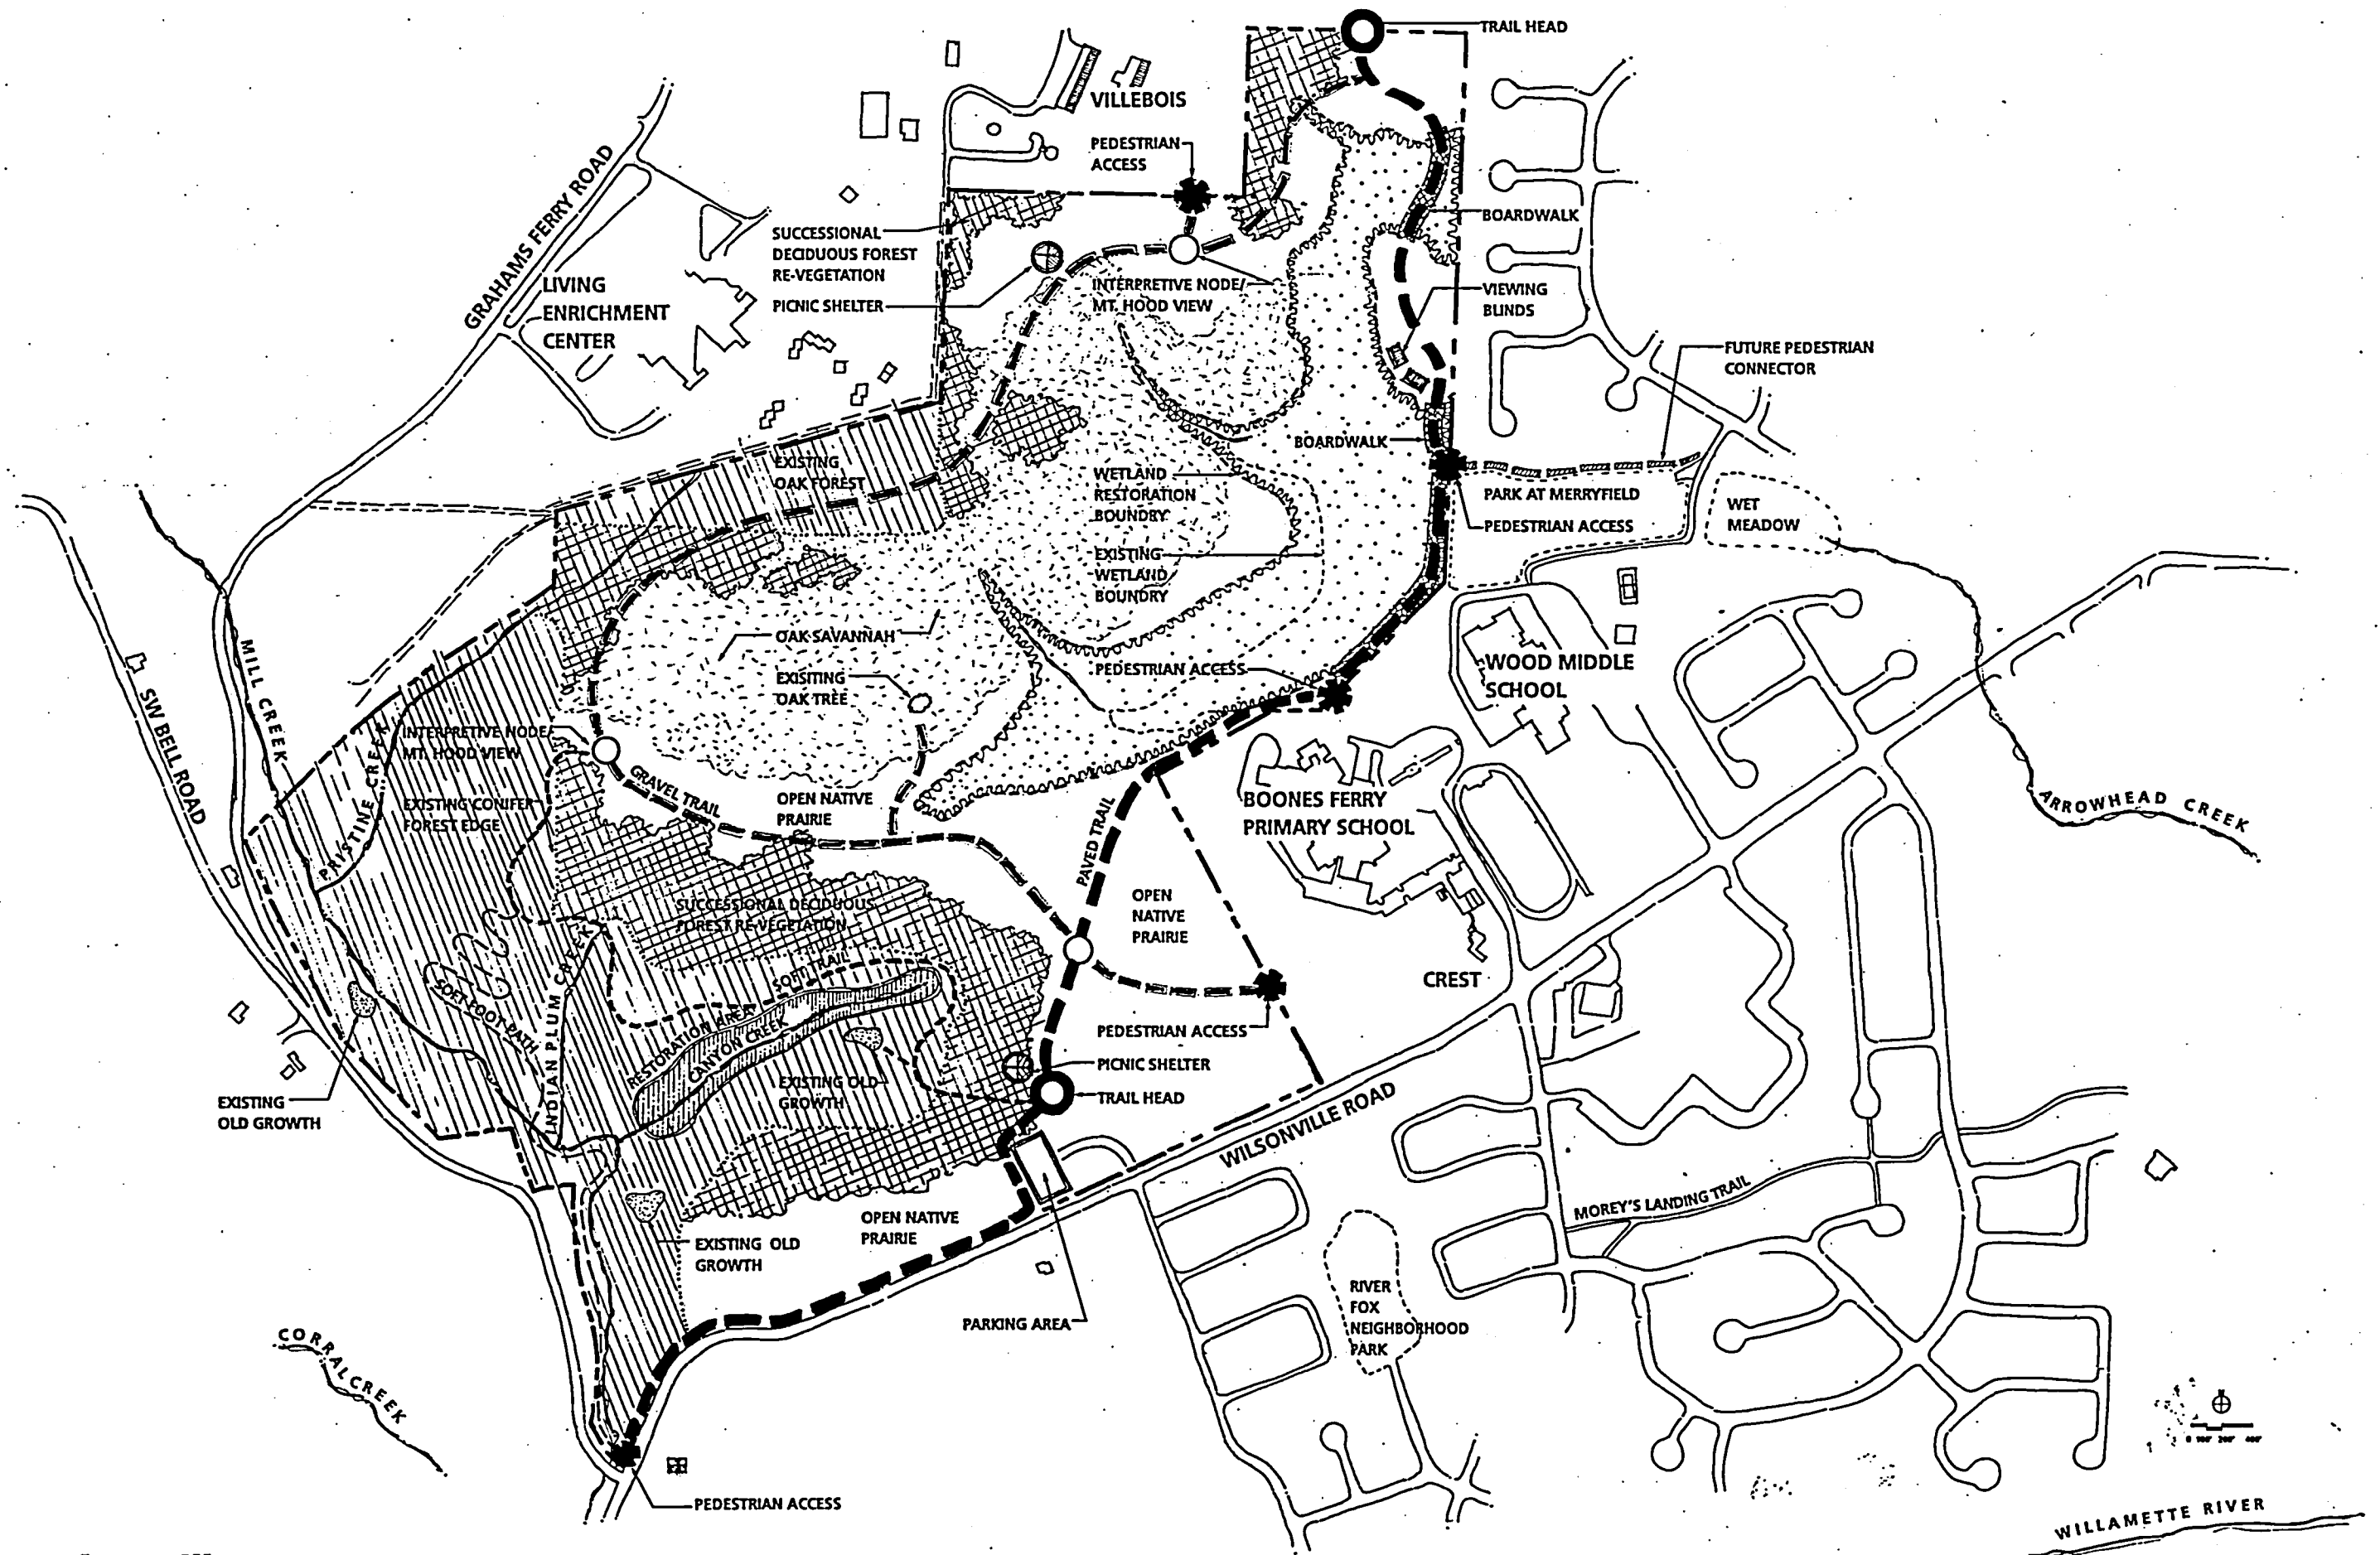 TRAIL HEAD
VILLEBOIS
PEDESTRIAN
ACCESS
GRAHAMS FERRY ROAD
BOARDWALK
SUCCESSIONAL
DECIDUOUS FOREST
RE-VEGETATION
PICNIC SHELTER
LIVING
ENRICHMENT
CENTER
INTERPRETIVE NODE/
MT. HOOD VIEW
VIEWING
BLINDS
FUTURE PEDESTRIAN
CONNECTOR
BOARDWALK
EXISTING
OAK FOREST
WETLAND
RESTORATION
BOUNDRY
PARK AT MERRYFIELD
PEDESTRIAN ACCESS
WET
MEADOW
EXISTING
WETLAND
BOUNDRY
MILL CREEK
SW BELL ROAD
OAK SAVANNAH
EXISITING
OAK TREE
PEDESTRIAN ACCESS
WOOD MIDDLE
SCHOOL
INTERPRETIVE NODE/
MT. HOOD VIEW
PRISTINE CREEK
EXISTING CONIFER
FOREST EDGE
GRAVEL TRAIL
OPEN NATIVE
PRAIRIE
PAVED TRAIL
BOONES FERRY
PRIMARY SCHOOL
ARROWHEAD CREEK
SUCCESSIONAL DECIDUOUS
FOREST RE-VEGETATION
OPEN
NATIVE
PRAIRIE
CREST
SOFT TRAIL
SOFT FOOT PATH
INDIAN PLUM CREEK
RESTORATION AREA
CANYON CREEK
PEDESTRIAN ACCESS
PICNIC SHELTER
TRAIL HEAD
EXISTING OLD
GROWTH
EXISTING
OLD GROWTH
WILSONVILLE ROAD
MOREY'S LANDING TRAIL
OPEN NATIVE
PRAIRIE
EXISTING OLD
GROWTH
PARKING AREA
RIVER
FOX
NEIGHBORHOOD
PARK
CORRAL CREEK
PEDESTRIAN ACCESS
WILLAMETTE RIVER